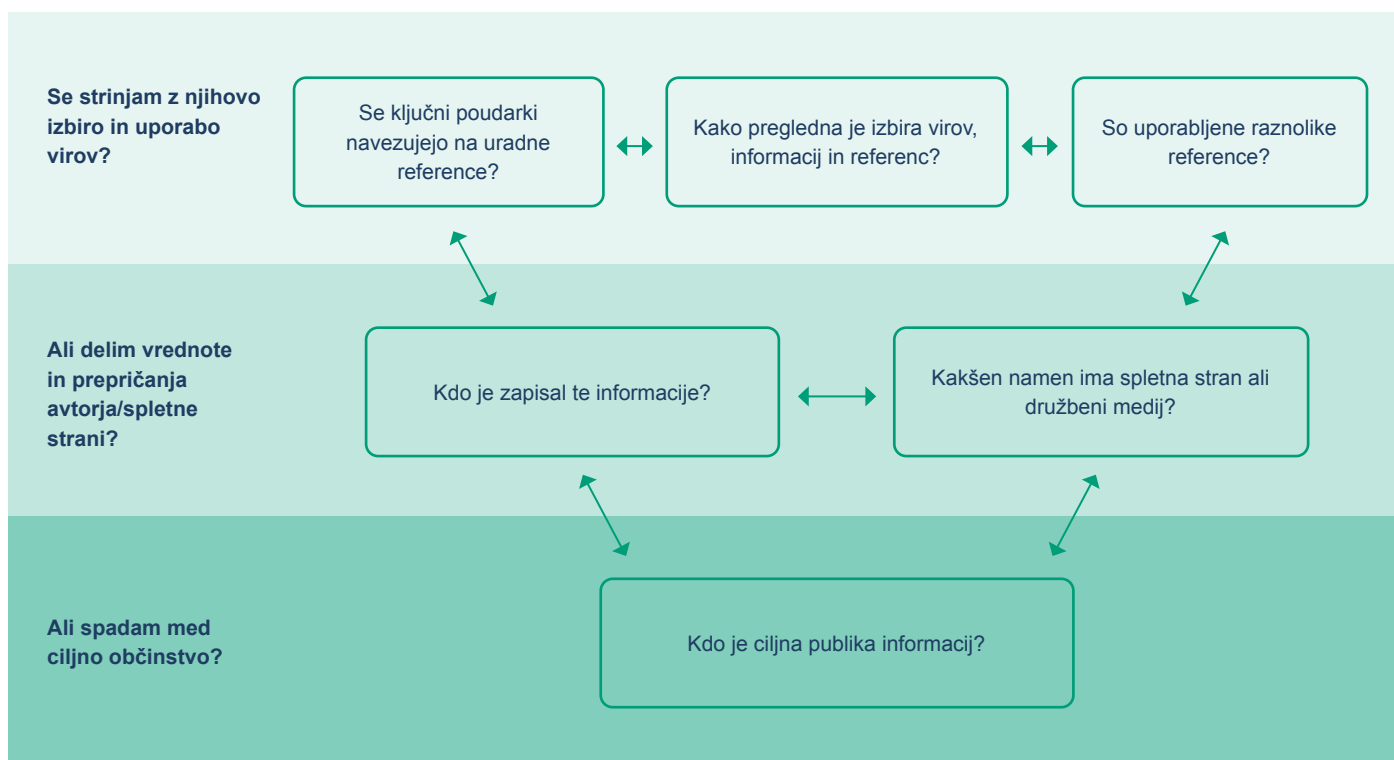 Se strinjam z njihovo
izbiro in uporabo
virov?
Se ključni poudarki
navezujejo na uradne
reference?
Kako pregledna je izbira virov,
informacij in referenc?
So uporabljene raznolike
reference?
Ali delim vrednote
in prepričanja
avtorja/spletne
strani?
Kdo je zapisal te informacije?
Kakšen namen ima spletna stran ali
družbeni medij?
Ali spadam med
ciljno občinstvo?
Kdo je ciljna publika informacij?